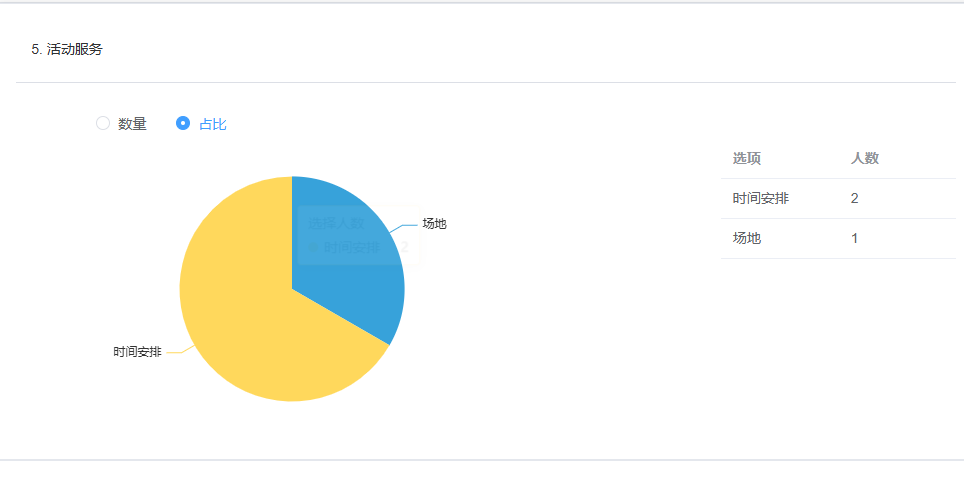 5. 活动服务
数量 占比
选项 人数
时间安排 2
场地 1
选择人数
时间安排 2
场地
时间安排